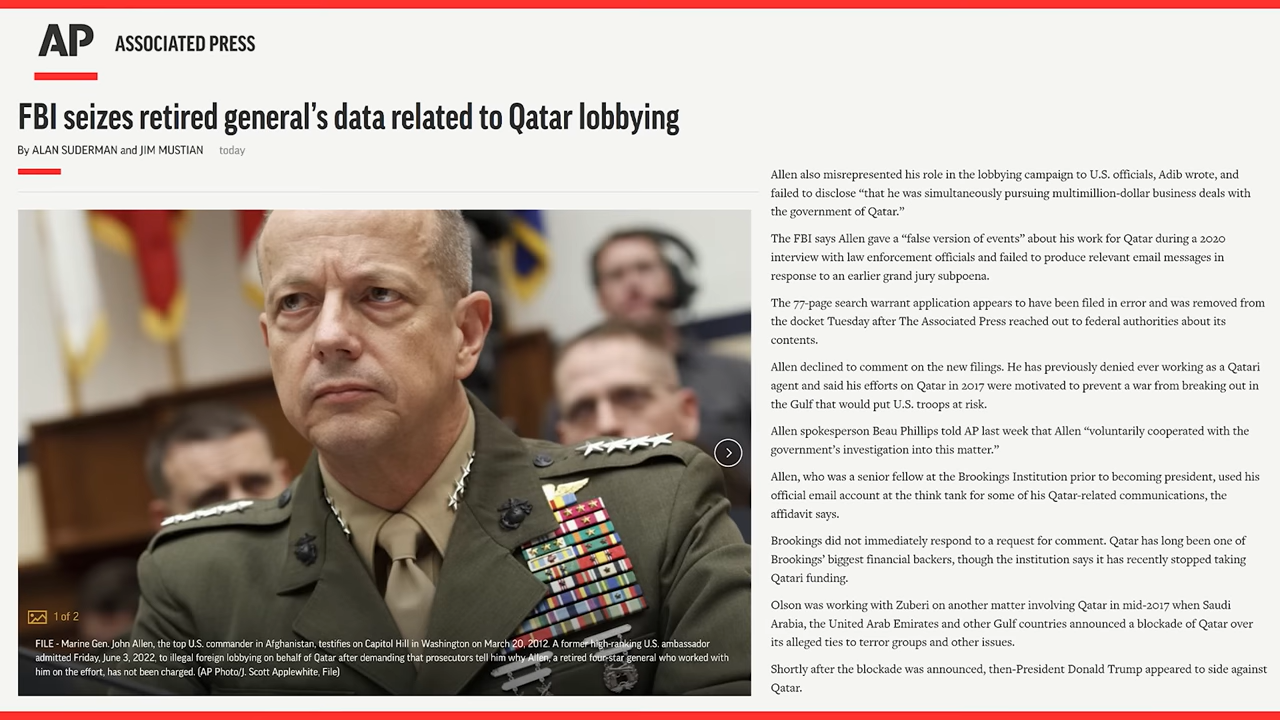 AP ASSOCIATED PRESS
FBI seizes retired general’s data related to Qatar lobbying
By ALAN SUDERMAN and JIM MUSTIAN today
1 of 2
FILE - Marine Gen. John Allen, the top U.S. commander in Afghanistan, testifies on Capitol Hill in Washington on March 20, 2012. A former high-ranking U.S. ambassador
admitted Friday, June 3, 2022, to illegal foreign lobbying on behalf of Qatar after demanding that prosecutors tell him why Allen, a retired four-star general who worked with
him on the effort, has not been charged. (AP Photo/J. Scott Applewhite, File)
Allen also misrepresented his role in the lobbying campaign to U.S. officials, Adib wrote, and
failed to disclose “that he was simultaneously pursuing multimillion-dollar business deals with
the government of Qatar.”
The FBI says Allen gave a “false version of events” about his work for Qatar during a 2020
interview with law enforcement officials and failed to produce relevant email messages in
response to an earlier grand jury subpoena.
The 77-page search warrant application appears to have been filed in error and was removed from
the docket Tuesday after The Associated Press reached out to federal authorities about its
contents.
Allen declined to comment on the new filings. He has previously denied ever working as a Qatari
agent and said his efforts on Qatar in 2017 were motivated to prevent a war from breaking out in
the Gulf that would put U.S. troops at risk.
Allen spokesperson Beau Phillips told AP last week that Allen “voluntarily cooperated with the
government’s investigation into this matter.”
Allen, who was a senior fellow at the Brookings Institution prior to becoming president, used his
official email account at the think tank for some of his Qatar-related communications, the
affidavit says.
Brookings did not immediately respond to a request for comment. Qatar has long been one of
Brookings’ biggest financial backers, though the institution says it has recently stopped taking
Qatari funding.
Olson was working with Zuberi on another matter involving Qatar in mid-2017 when Saudi
Arabia, the United Arab Emirates and other Gulf countries announced a blockade of Qatar over
its alleged ties to terror groups and other issues.
Shortly after the blockade was announced, then-President Donald Trump appeared to side against
Qatar.